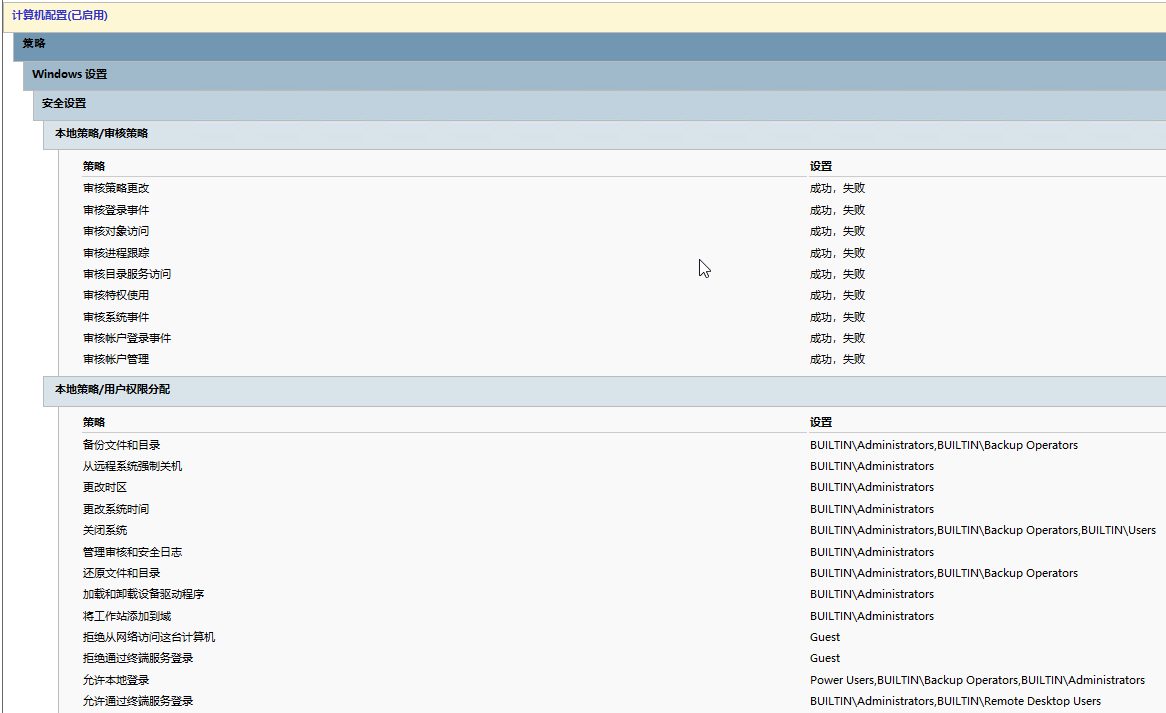 计算机配置(已启用)
策略
Windows 设置
安全设置
本地策略/审核策略
策略 设置
审核策略更改 成功，失败
审核登录事件 成功，失败
审核对象访问 成功，失败
审核进程跟踪 成功，失败
审核目录服务访问 成功，失败
审核特权使用 成功，失败
审核系统事件 成功，失败
审核帐户登录事件 成功，失败
审核帐户管理 成功，失败
本地策略/用户权限分配
策略 设置
备份文件和目录 BUILTIN\Administrators,BUILTIN\Backup Operators
从远程系统强制关机 BUILTIN\Administrators
更改时区 BUILTIN\Administrators
更改系统时间 BUILTIN\Administrators
关闭系统 BUILTIN\Administrators,BUILTIN\Backup Operators,BUILTIN\Users
管理审核和安全日志 BUILTIN\Administrators
还原文件和目录 BUILTIN\Administrators,BUILTIN\Backup Operators
加载和卸载设备驱动程序 BUILTIN\Administrators
将工作站添加到域 BUILTIN\Administrators
拒绝从网络访问这台计算机 Guest
拒绝通过终端服务登录 Guest
允许本地登录 Power Users,BUILTIN\Backup Operators,BUILTIN\Administrators
允许通过终端服务登录 BUILTIN\Administrators,BUILTIN\Remote Desktop Users